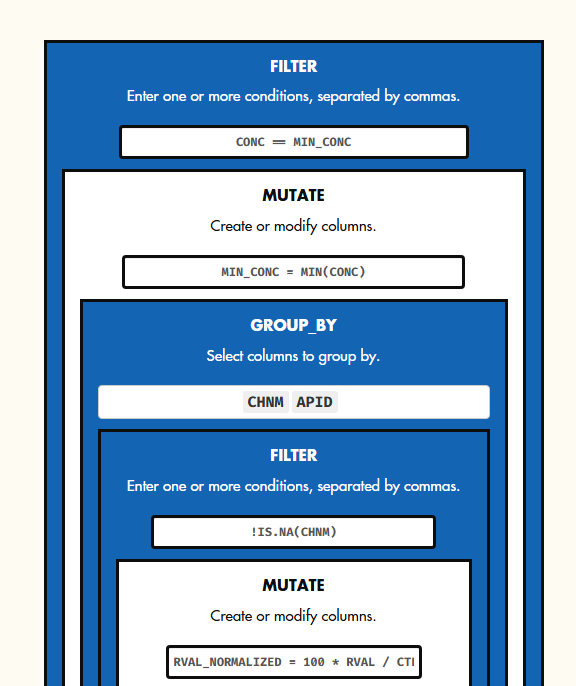 FILTER
Enter one or more conditions, separated by commas.
CONC == MIN_CONC
MUTATE
Create or modify columns.
MIN_CONC = MIN(CONC)
GROUP_BY
Select columns to group by.
CHNM APID
FILTER
Enter one or more conditions, separated by commas.
!IS.NA(CHNM)
MUTATE
Create or modify columns.
RVAL_NORMALIZED = 100 * RVAL /